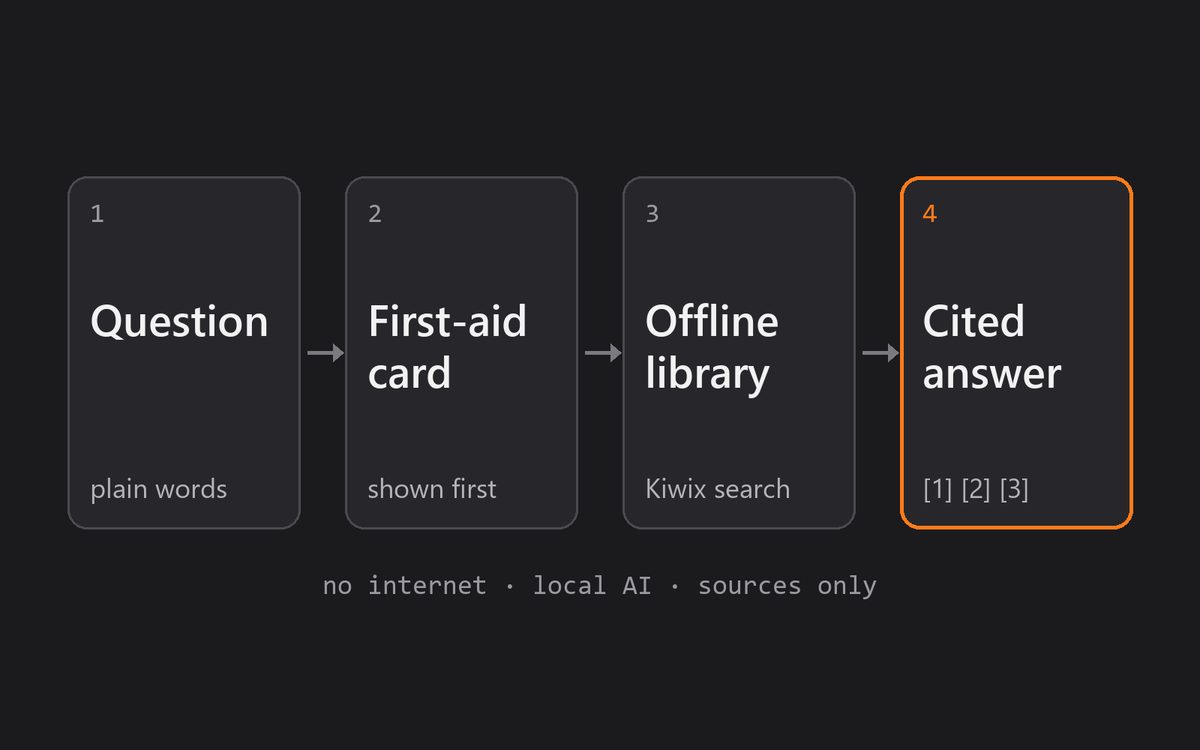 1
Question
plain words
2
First-aid
card
shown first
3
Offline
library
Kiwix search
4
Cited
answer
[1] [2] [3]
no internet · local AI · sources only